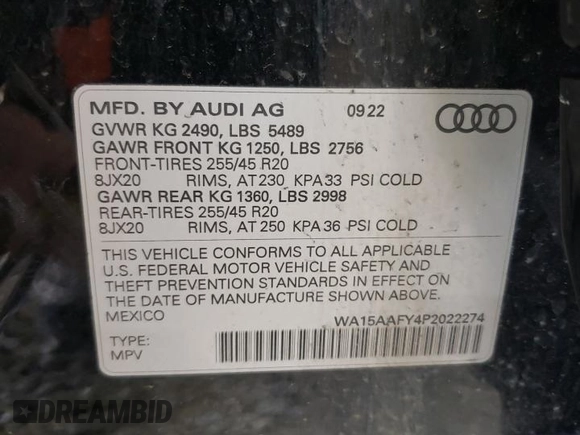 MFD. BY AUDI AG 09 22
GVWR KG 2490, LBS 5489
GAWR FRONT KG 1250, LBS 2756
FRONT-TIRES 255/45 R20
8JX20 RIMS, AT 230 KPA 33 PSI COLD
GAWR REAR KG 1360, LBS 2998
REAR-TIRES 255/45 R20
8JX20 RIMS, AT 250 KPA 36 PSI COLD
THIS VEHICLE CONFORMS TO ALL APPLICABLE
U.S. FEDERAL MOTOR VEHICLE SAFETY AND
THEFT PREVENTION STANDARDS IN EFFECT ON
THE DATE OF MANUFACTURE SHOWN ABOVE.
MEXICO WA15AAFY4P2022274
TYPE:
MPV
DREAMBID